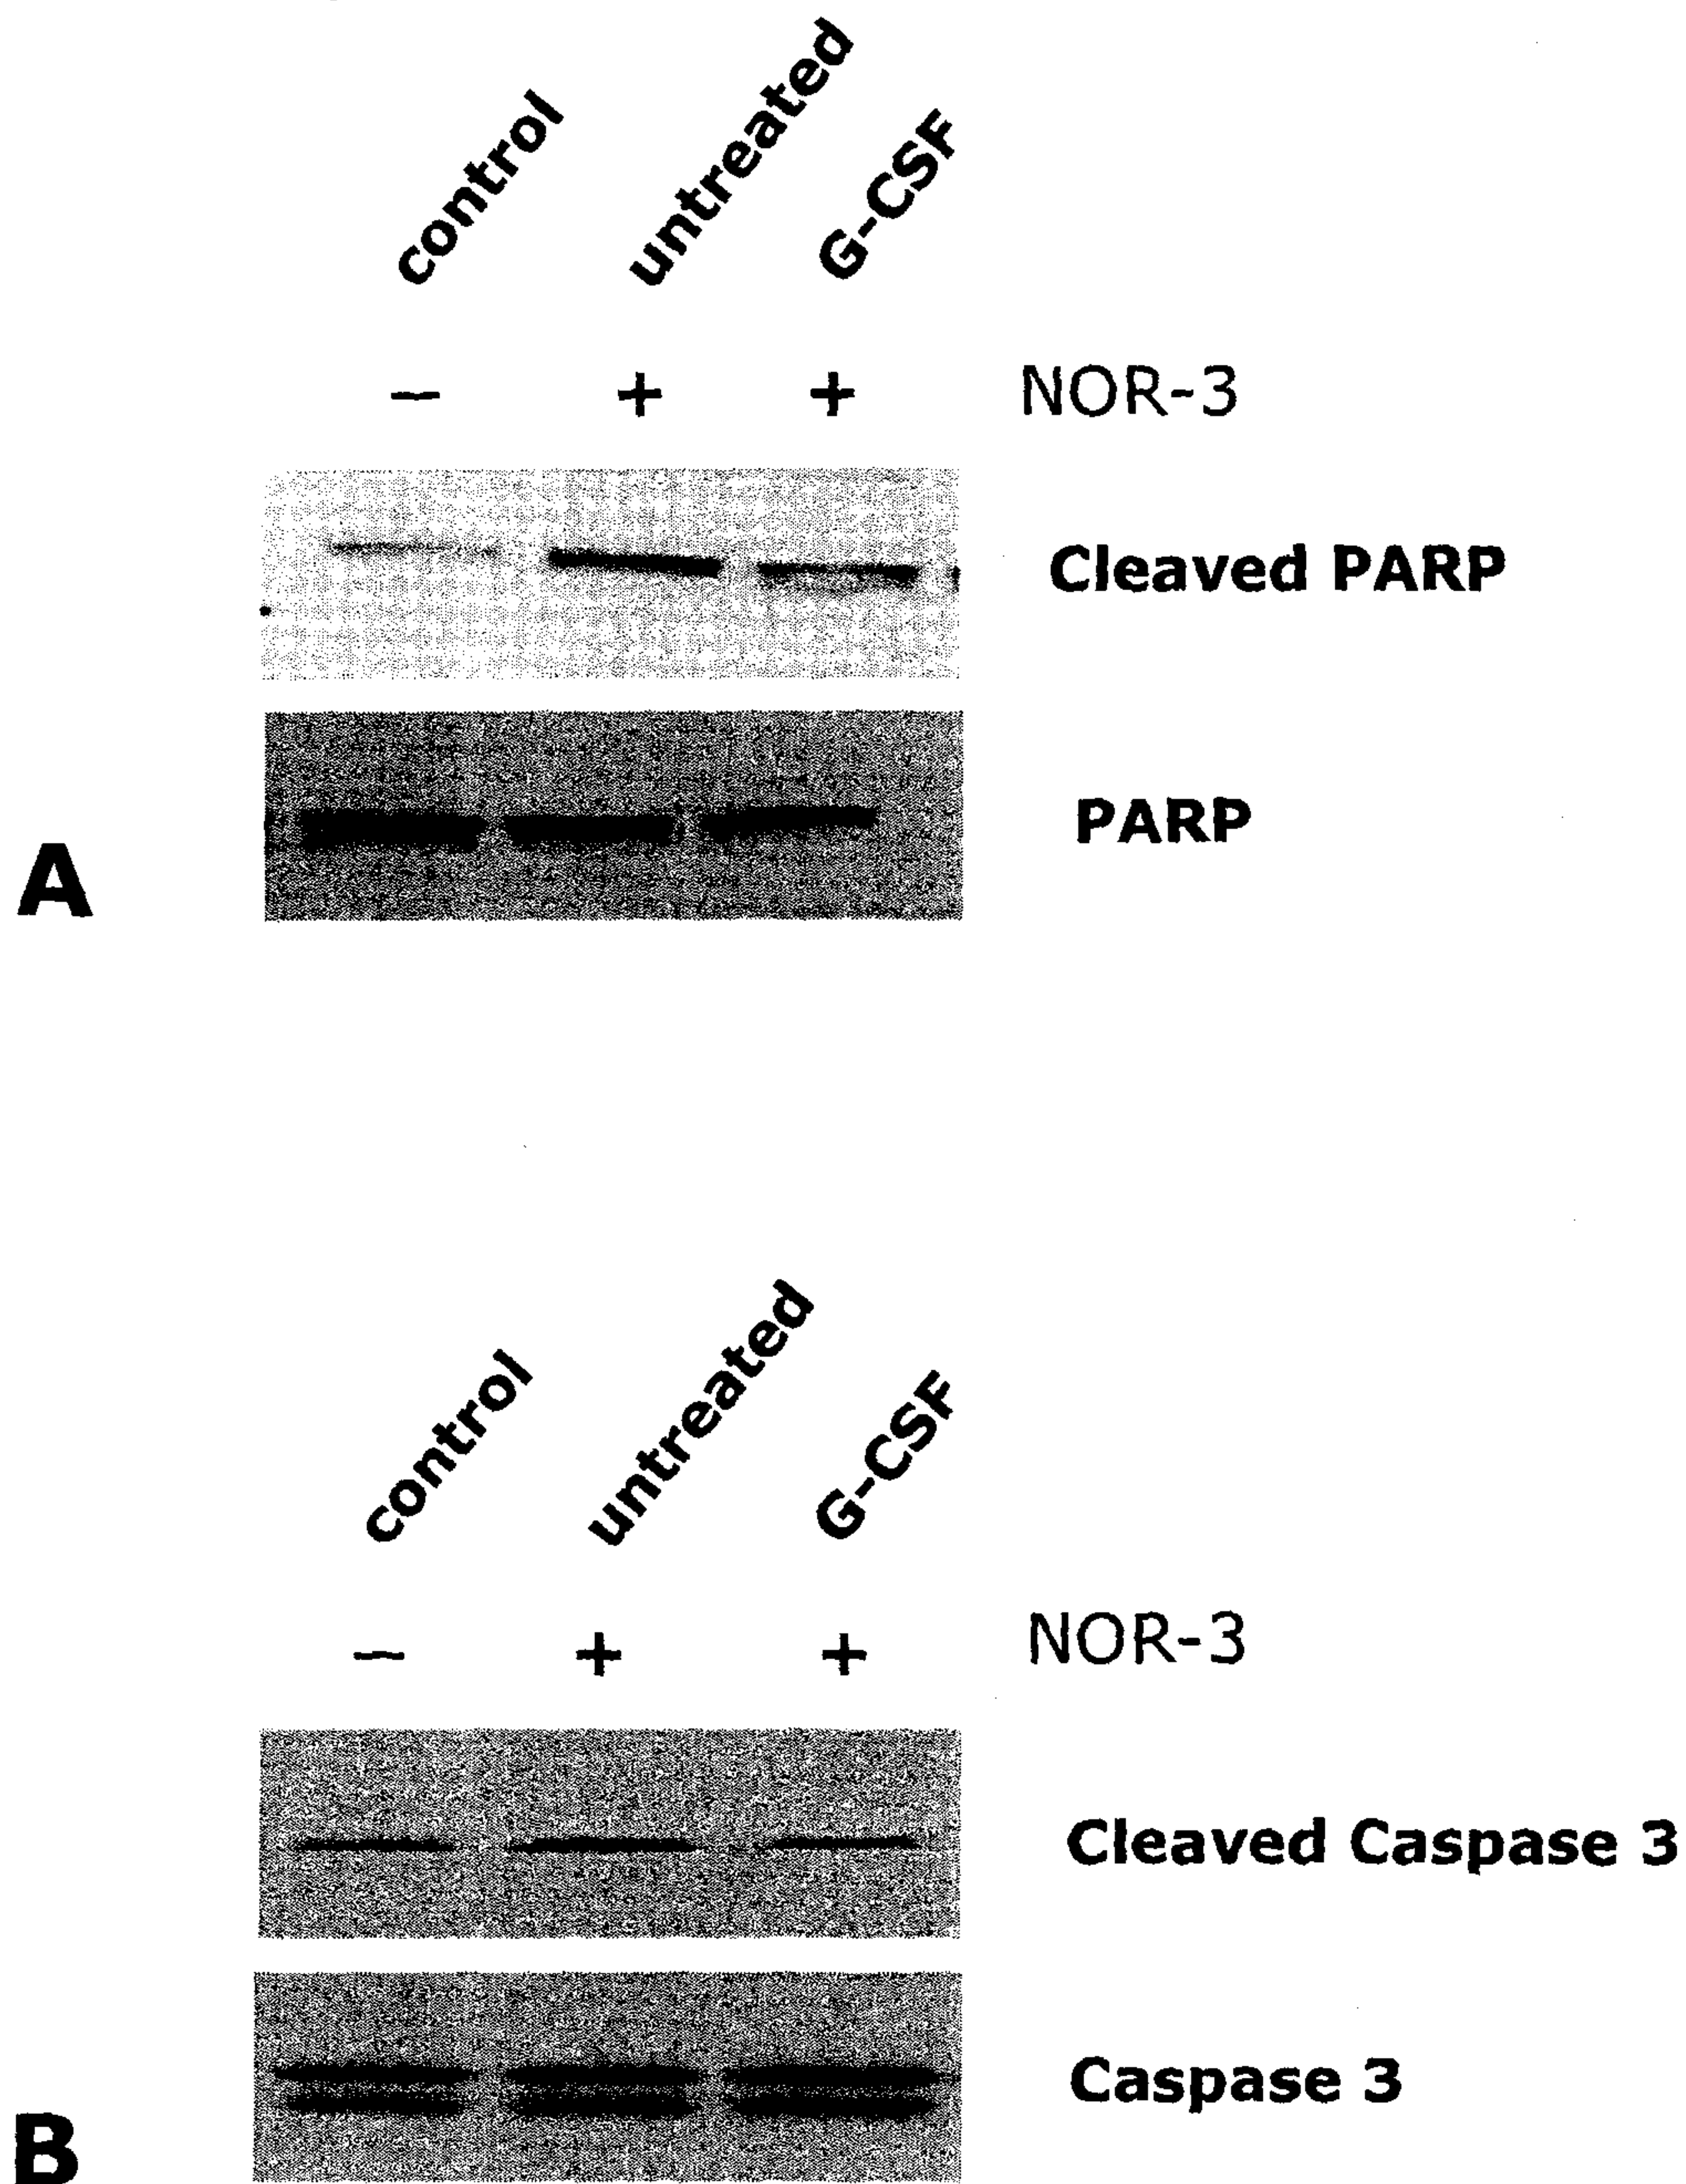 control untreated G-CSF
− + + NOR-3
Cleaved PARP
PARP
A
control untreated G-CSF
− + + NOR-3
Cleaved Caspase 3
Caspase 3
B